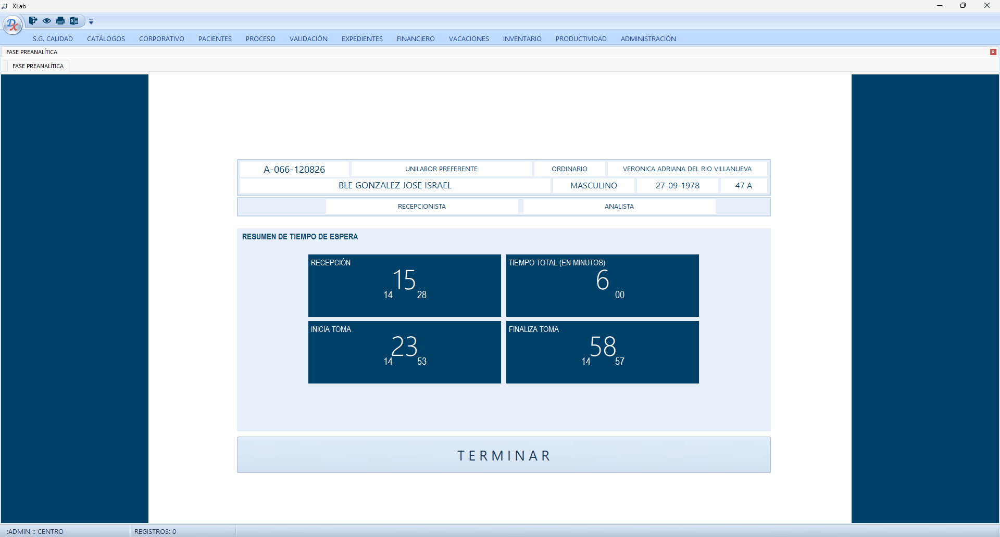 XLab
S.G. CALIDAD CATÁLOGOS CORPORATIVO PACIENTES PROCESO VALIDACIÓN EXPEDIENTES FINANCIERO VACACIONES INVENTARIO PRODUCTIVIDAD ADMINISTRACIÓN
FASE PREANALÍTICA
FASE PREANALÍTICA
A-066-120826 UNILABOR PREFERENTE ORDINARIO VERONICA ADRIANA DEL RIO VILLANUEVA
BLE GONZALEZ JOSE ISRAEL MASCULINO 27-09-1978 47 A
RECEPCIONISTA ANALISTA
RESUMEN DE TIEMPO DE ESPERA
RECEPCIÓN
14 15 28
TIEMPO TOTAL (EN MINUTOS)
6 00
INICIA TOMA
14 23 53
FINALIZA TOMA
14 58 57
TERMINAR
:ADMIN :: CENTRO REGISTROS: 0